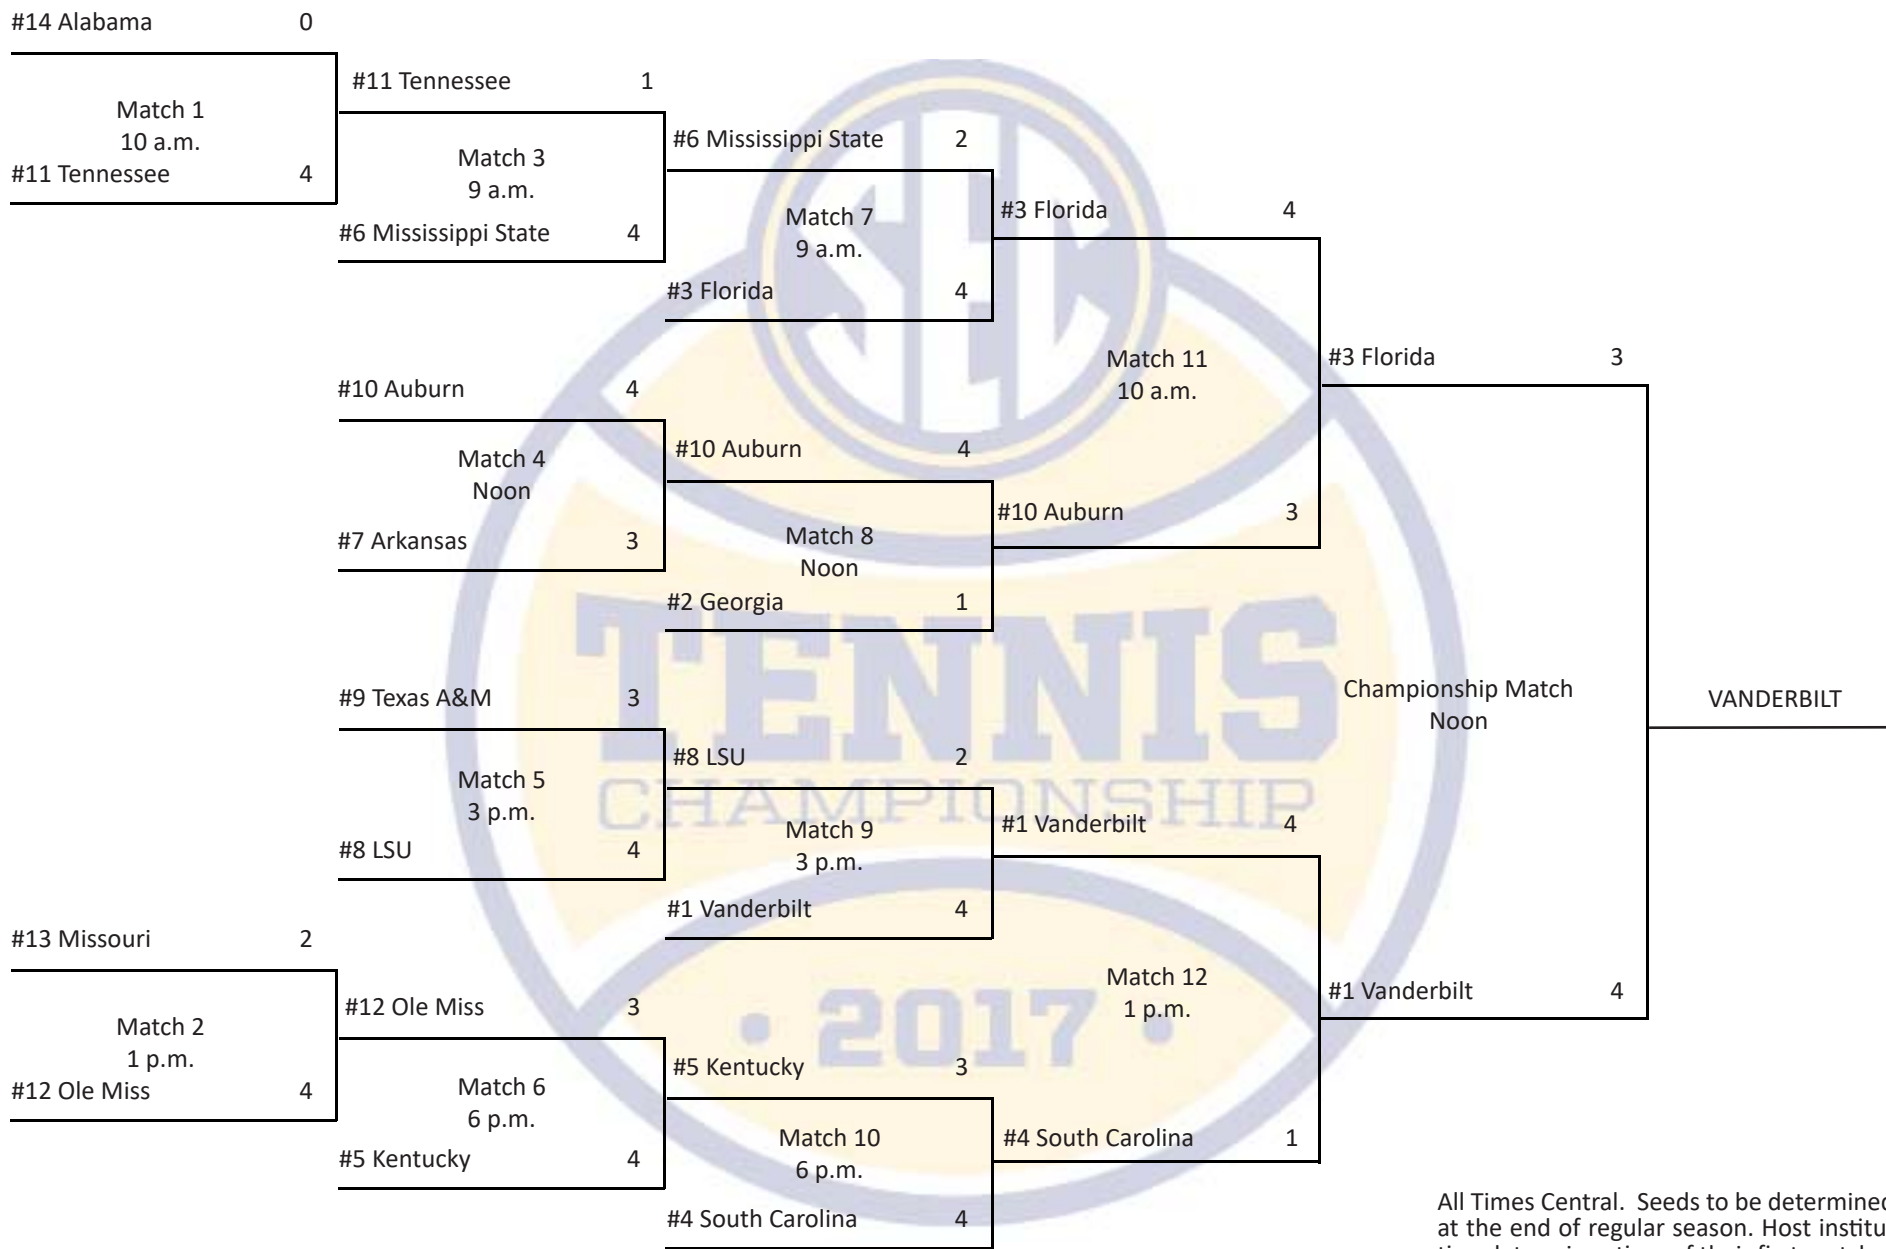 #14 Alabama 0
Match 1
10 a.m.
#11 Tennessee 4
#11 Tennessee 1
Match 3
9 a.m.
#6 Mississippi State 4
#6 Mississippi State 2
Match 7
9 a.m.
#3 Florida 4
#3 Florida 4
Match 11
10 a.m.
#10 Auburn 3
#10 Auburn 4
Match 4
Noon
#7 Arkansas 3
#10 Auburn 4
Match 8
Noon
#2 Georgia 1
#3 Florida 3
Championship Match
Noon
#1 Vanderbilt 4
VANDERBILT
#9 Texas A&M 3
Match 5
3 p.m.
#8 LSU 4
#8 LSU 2
Match 9
3 p.m.
#1 Vanderbilt 4
#1 Vanderbilt 4
Match 12
1 p.m.
#4 South Carolina 1
#13 Missouri 2
Match 2
1 p.m.
#12 Ole Miss 4
#12 Ole Miss 3
Match 6
6 p.m.
#5 Kentucky 4
#5 Kentucky 3
Match 10
6 p.m.
#4 South Carolina 4
SEC
TENNIS
CHAMPIONSHIP
• 2017 •
All Times Central. Seeds to be determined
at the end of regular season. Host institu-